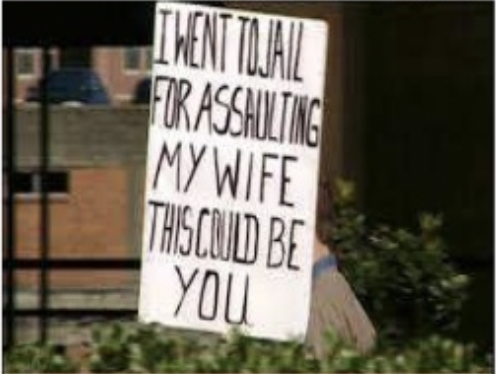 I WENT TO JAIL
FOR ASSAULTING
MY WIFE
THIS COULD BE
YOU